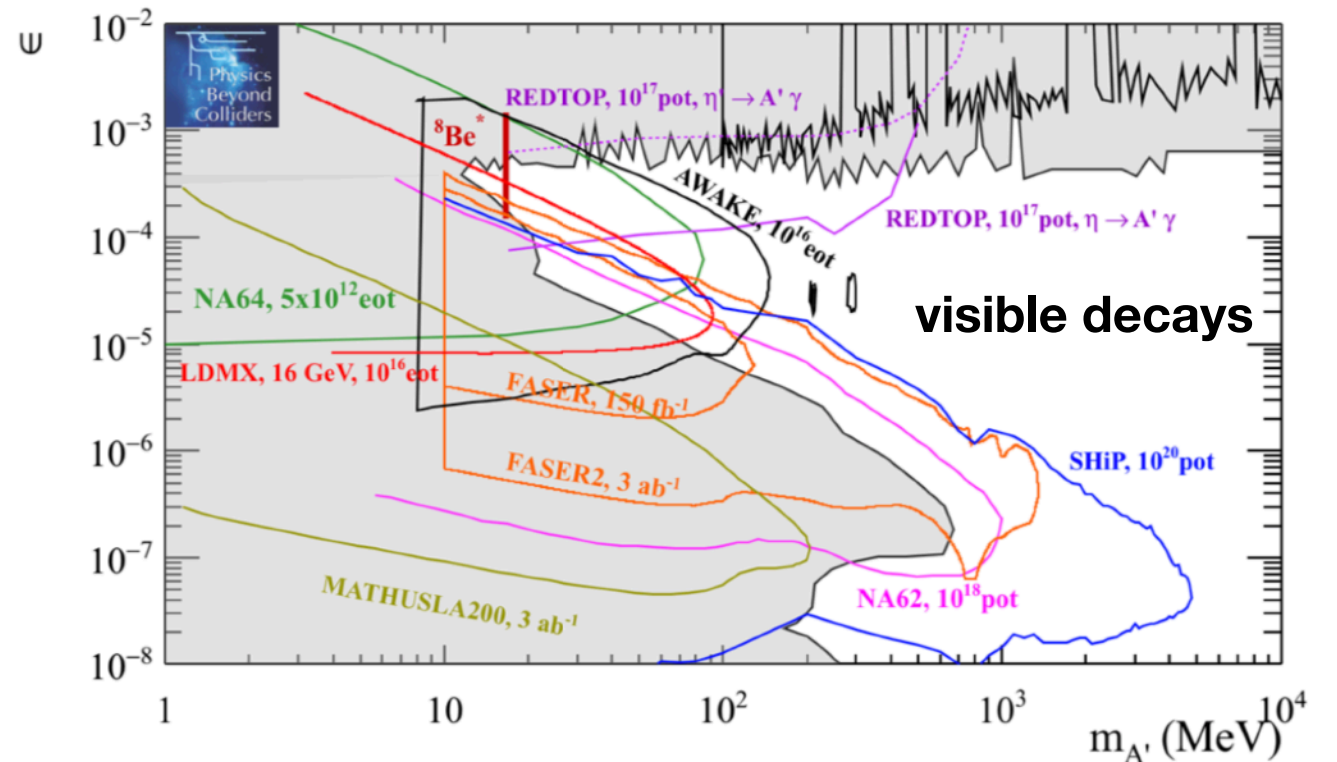 ϵ
10⁻²
10⁻³
10⁻⁴
10⁻⁵
10⁻⁶
10⁻⁷
10⁻⁸
Physics
Beyond
Colliders
REDTOP, 10¹⁷pot, η' → A' γ
⁸Be*
AWAKE, 10¹⁶eot
REDTOP, 10¹⁷pot, η → A' γ
NA64, 5x10¹²eot
visible decays
LDMX, 16 GeV, 10¹⁶eot
FASER, 150 fb⁻¹
FASER2, 3 ab⁻¹
SHiP, 10²⁰pot
MATHUSLA200, 3 ab⁻¹
NA62, 10¹⁸pot
1 10 10² 10³ 10⁴
m_A' (MeV)